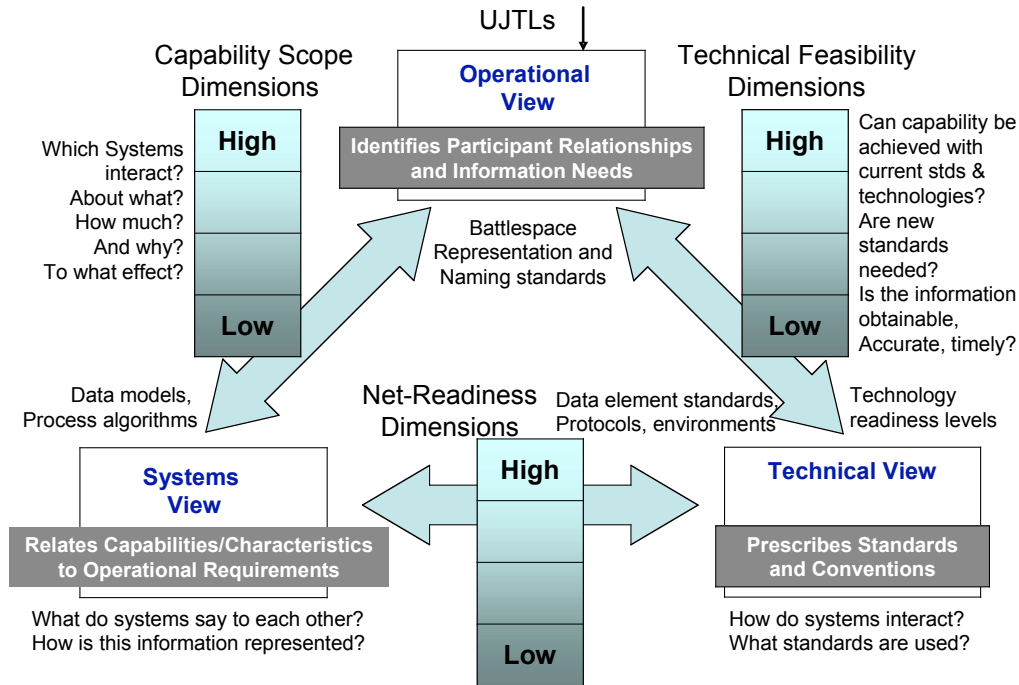 UJTLs
Capability Scope
Dimensions
High
Low
Which Systems
interact?
About what?
How much?
And why?
To what effect?
Operational
View
Identifies Participant Relationships
and Information Needs
Battlespace
Representation and
Naming standards
Technical Feasibility
Dimensions
High
Low
Can capability be
achieved with
current stds &
technologies?
Are new
standards
needed?
Is the information
obtainable,
Accurate, timely?
Data models,
Process algorithms
Net-Readiness
Dimensions
High
Low
Data element standards,
Protocols, environments
Technology
readiness levels
Systems
View
Relates Capabilities/Characteristics
to Operational Requirements
What do systems say to each other?
How is this information represented?
Technical View
Prescribes Standards
and Conventions
How do systems interact?
What standards are used?